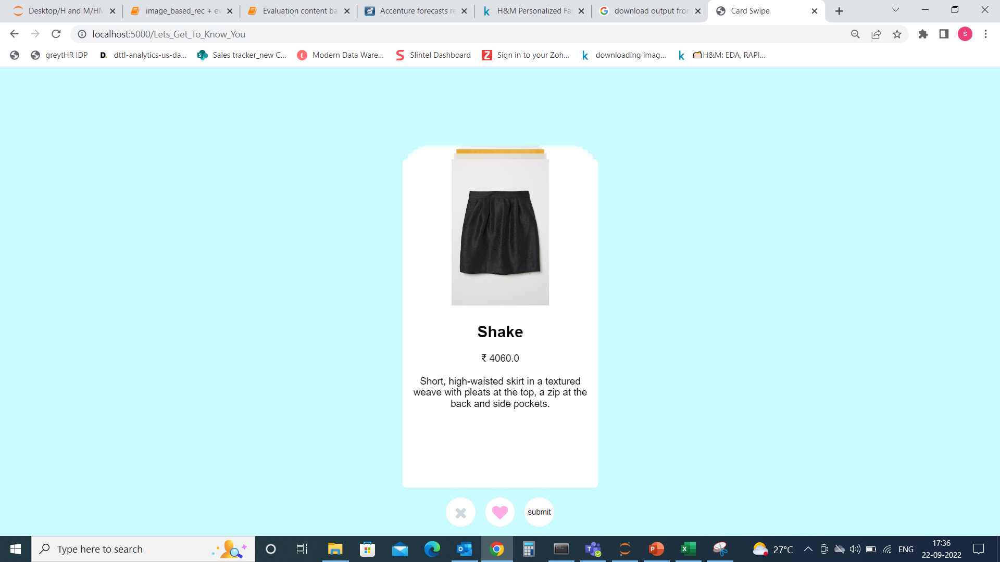 Desktop/H and M/HM
image_based_rec + ev
Evaluation content ba
Accenture forecasts re
H&M Personalized Fas
download output from
Card Swipe
localhost:5000/Lets_Get_To_Know_You
S
greytHR IDP
D. dttl-analytics-us-da...
Sales tracker_new C...
t Modern Data Ware...
Slintel Dashboard
Z Sign in to your Zoh...
k downloading imag...
k H&M: EDA, RAPI...
Shake
₹ 4060.0
Short, high-waisted skirt in a textured
weave with pleats at the top, a zip at the
back and side pockets.
submit
Type here to search
27°C
ENG
17:36
22-09-2022